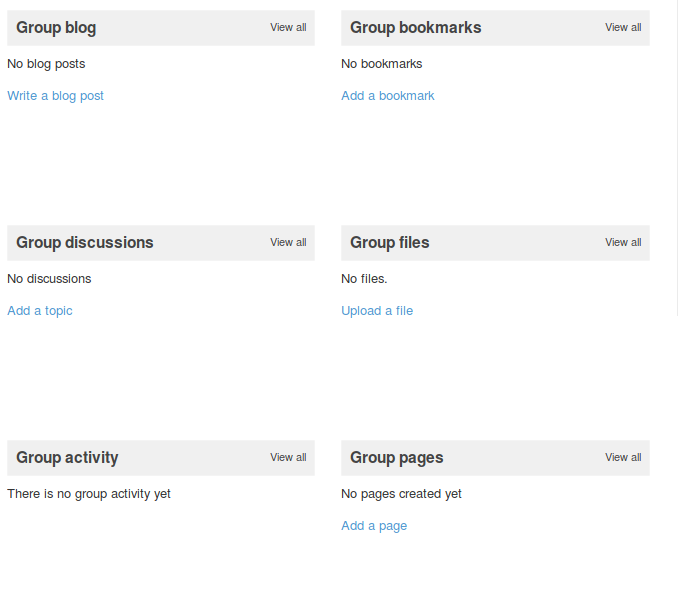 Group blog View all
No blog posts
Write a blog post
Group bookmarks View all
No bookmarks
Add a bookmark
Group discussions View all
No discussions
Add a topic
Group files View all
No files.
Upload a file
Group activity View all
There is no group activity yet
Group pages View all
No pages created yet
Add a page